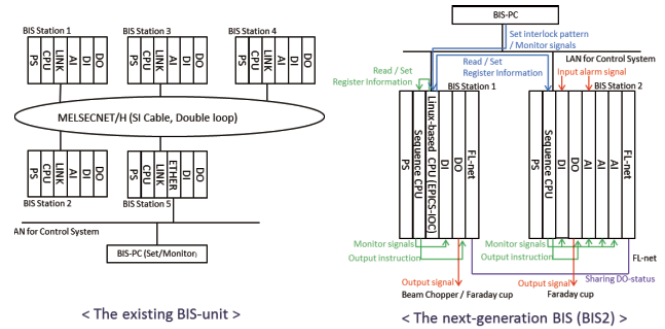 BIS Station 1
BIS Station 3
BIS Station 4
PS
CPU
LINK
AI
DI
DO
PS
CPU
LINK
AI
DI
DO
PS
CPU
LINK
AI
DI
DO
MELSECNET/H (SI Cable, Double loop)
PS
CPU
LINK
AI
DI
DO
PS
CPU
LINK
ETHER
DI
DO
BIS Station 2
BIS Station 5
LAN for Control System
BIS-PC (Set/Monitor)
< The existing BIS-unit >
BIS-PC
Set interlock pattern
/ Monitor signals
LAN for Control System
Read / Set
Register Information
Read / Set
Register Information
Input alarm signal
BIS Station 1
BIS Station 2
PS
Sequence CPU
Linux-based CPU (EPICS-IOC)
DI
DO
FL-net
PS
Sequence CPU
DI
DO
AI
AI
AI
FL-net
Monitor signals
Output instruction
Monitor signals
Output instruction
FL-net
Sharing DO-status
Output signal
Beam Chopper / Faraday cup
Output signal
Faraday cup
< The next-generation BIS (BIS2) >